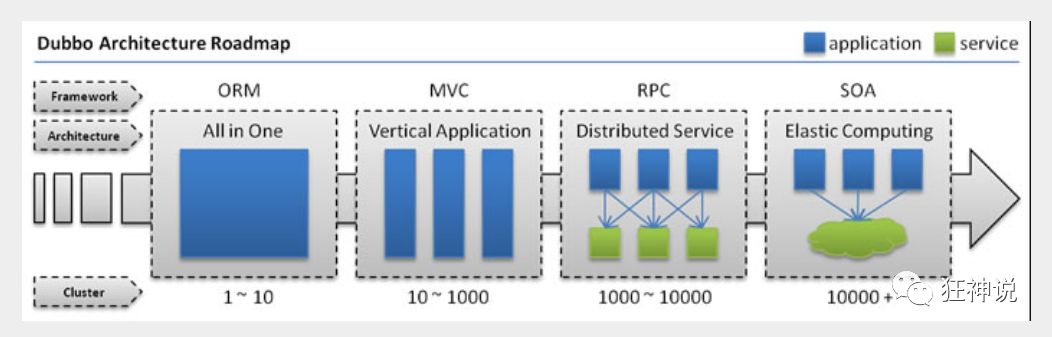 Dubbo Architecture Roadmap
application
service
Framework
ORM
MVC
RPC
SOA
Architecture
All in One
Vertical Application
Distributed Service
Elastic Computing
Cluster
1 ~ 10
10 ~ 1000
1000 ~ 10000
10000 +
狂神说